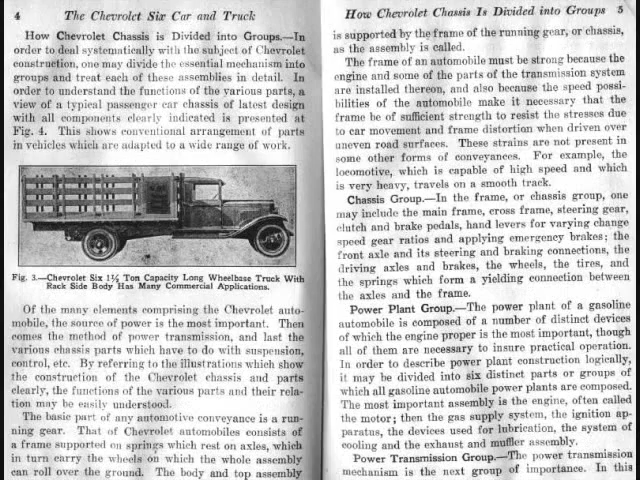 4 The Chevrolet Six Car and Truck
How Chevrolet Chassis is Divided into Groups.—In
order to deal systematically with the subject of Chevrolet
construction, one may divide the essential mechanism into
groups and treat each of these assemblies in detail. In
order to understand the functions of the various parts, a
view of a typical passenger car chassis of latest design
with all components clearly indicated is presented at
Fig. 4. This shows conventional arrangement of parts
in vehicles which are adapted to a wide range of work.
Fig. 3.—Chevrolet Six 1½ Ton Capacity Long Wheelbase Truck With
Rack Side Body Has Many Commercial Applications.
Of the many elements comprising the Chevrolet auto-
mobile, the source of power is the most important. Then
comes the method of power transmission, and last the
various chassis parts which have to do with suspension,
control, etc. By referring to the illustrations which show
the construction of the Chevrolet chassis and parts
clearly, the functions of the various parts and their rela-
tion may be easily understood.
The basic part of any automotive conveyance is a run-
ning gear. That of Chevrolet automobiles consists of
a frame supported on springs which rest on axles, which
in turn carry the wheels on which the whole assembly
can roll over the ground. The body and top assembly
How Chevrolet Chassis Is Divided into Groups 5
is supported by the frame of the running gear, or chassis,
as the assembly is called.
The frame of an automobile must be strong because the
engine and some of the parts of the transmission system
are installed thereon, and also because the speed possi-
bilities of the automobile make it necessary that the
frame be of sufficient strength to resist the stresses due
to car movement and frame distortion when driven over
uneven road surfaces. These strains are not present in
some other forms of conveyances. For example, the
locomotive, which is capable of high speed and which
is very heavy, travels on a smooth track.
Chassis Group.—In the frame, or chassis group, one
may include the main frame, cross frame, steering gear,
clutch and brake pedals, hand levers for varying change
speed gear ratios and applying emergency brakes; the
front axle and its steering and braking connections, the
driving axles and brakes, the wheels, the tires, and
the springs which form a yielding connection between
the axles and the frame.
Power Plant Group.—The power plant of a gasoline
automobile is composed of a number of distinct devices
of which the engine proper is the most important, though
all of them are necessary to insure practical operation.
In order to describe power plant construction logically,
it may be divided into six distinct parts or groups of
which all gasoline automobile power plants are composed.
The most important assembly is the engine, often called
the motor; then the gas supply system, the ignition ap-
paratus, the devices used for lubrication, the system of
cooling and the exhaust and muffler assembly.
Power Transmission Group.—The power transmission
mechanism is the next group of importance. In this